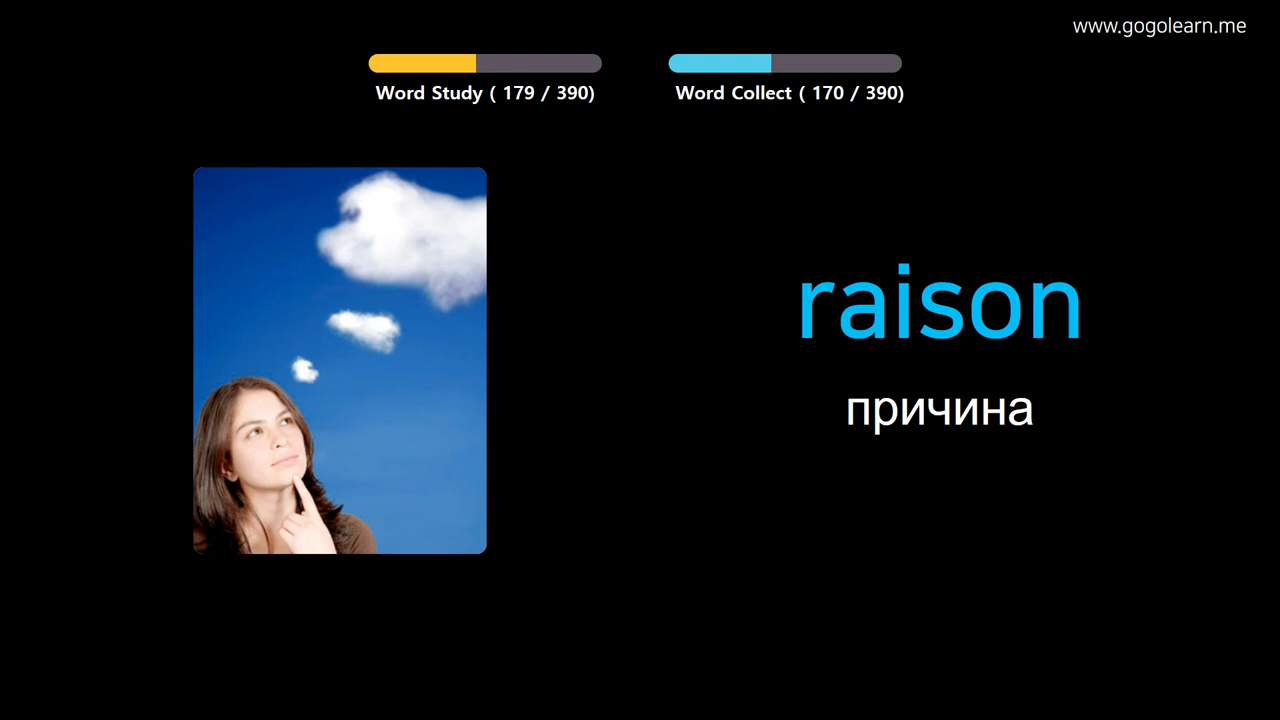 www.gogolearn.me
Word Study ( 179 / 390)
Word Collect ( 170 / 390)
raison
причина